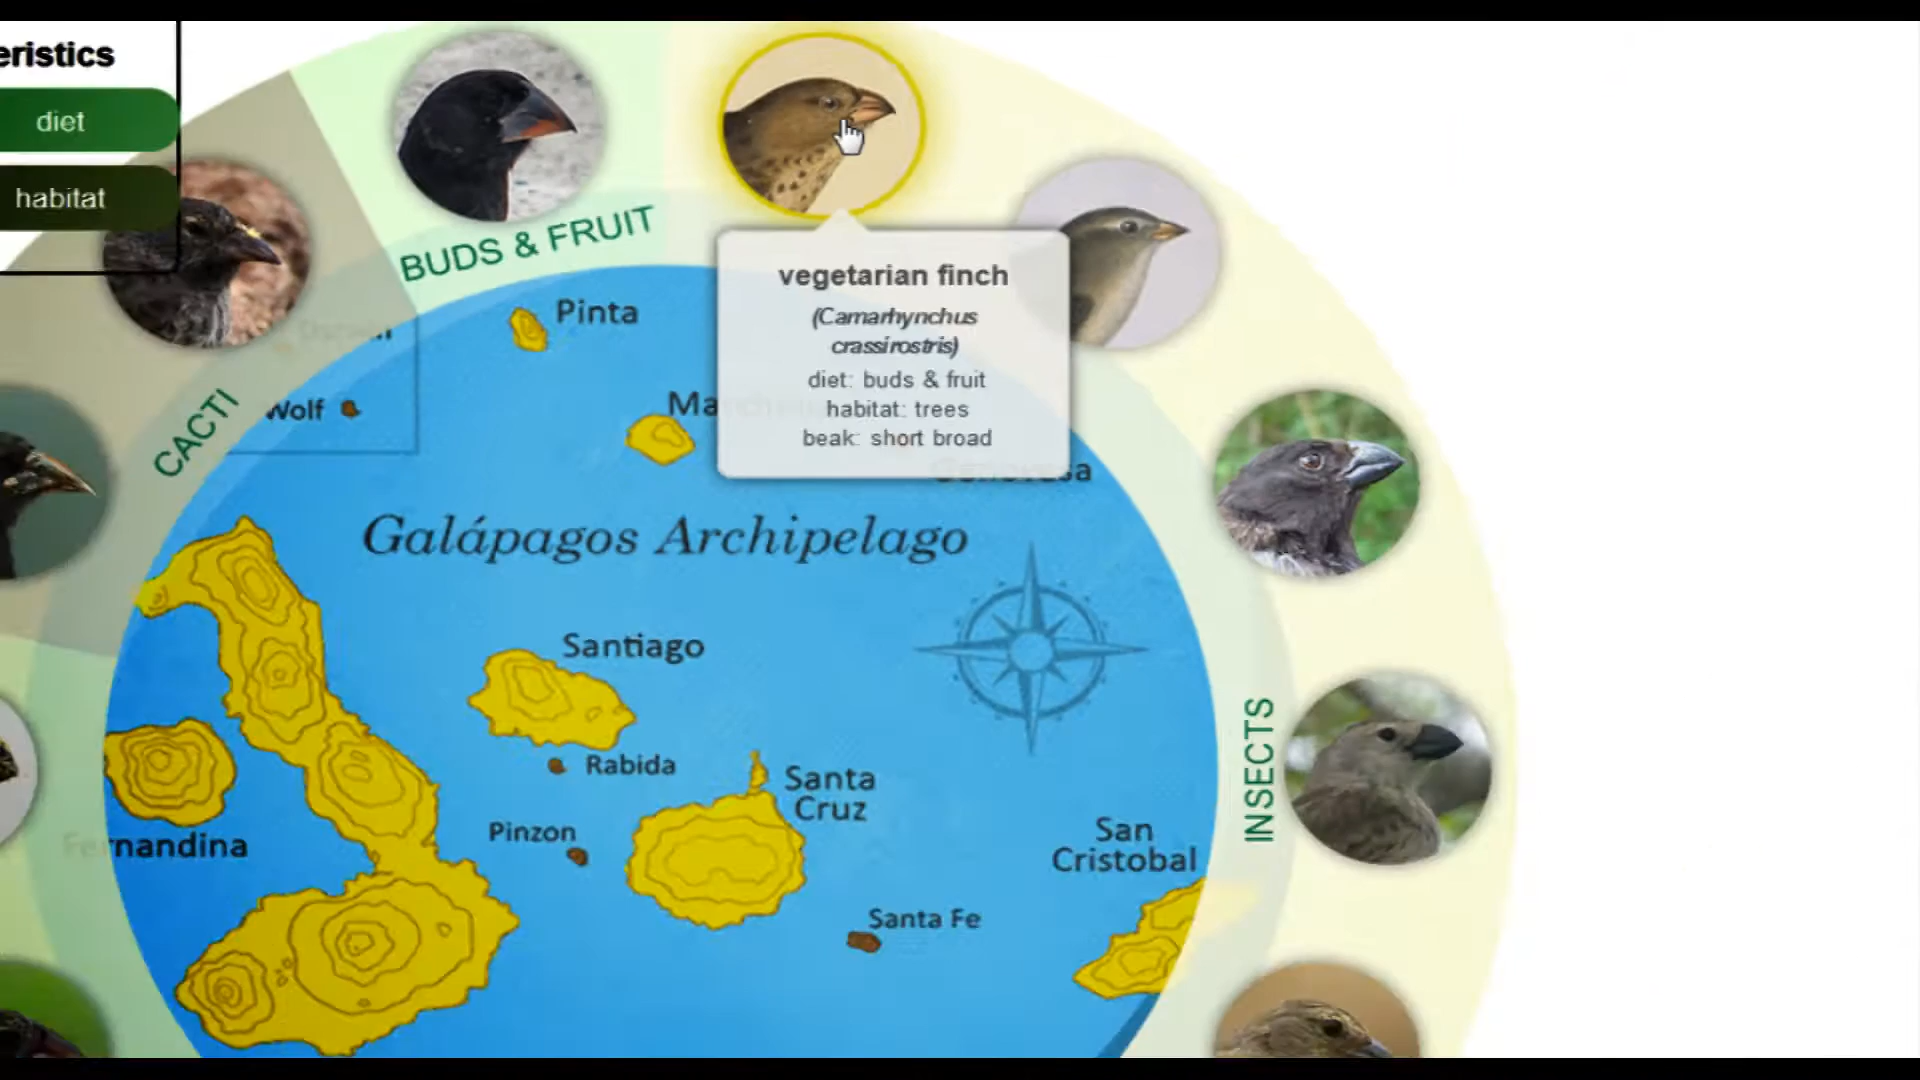 eristics
diet
habitat
BUDS & FRUIT
vegetarian finch
(Camarhynchus
crassirostris)
diet: buds & fruit
habitat: trees
beak: short broad
Pinta
Wolf
CACTI
Galápagos Archipelago
Santiago
Rabida
Santa
Cruz
Pinzon
Fernandina
San
Cristobal
Santa Fe
INSECTS